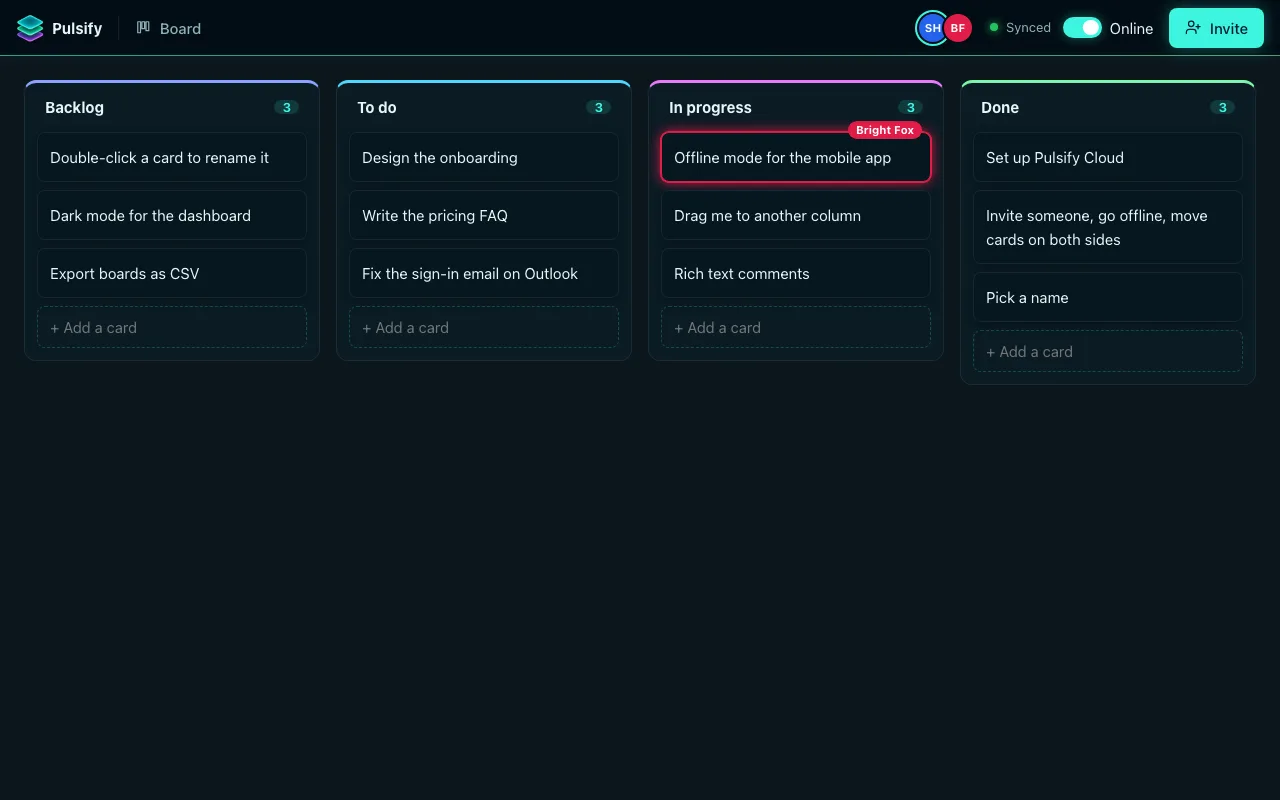 Pulsify
Board
SH
BF
Synced
Online
Invite
Backlog
3
Double-click a card to rename it
Dark mode for the dashboard
Export boards as CSV
+ Add a card
To do
3
Design the onboarding
Write the pricing FAQ
Fix the sign-in email on Outlook
+ Add a card
In progress
3
Bright Fox
Offline mode for the mobile app
Drag me to another column
Rich text comments
+ Add a card
Done
3
Set up Pulsify Cloud
Invite someone, go offline, move
cards on both sides
Pick a name
+ Add a card